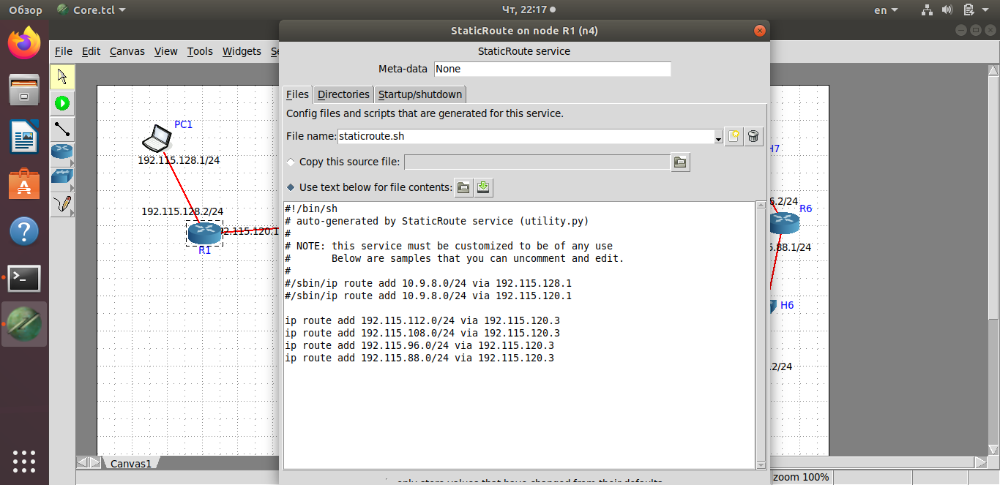 Обзор Core.tcl Чт, 22:17 en
StaticRoute on node R1 (n4)
File Edit Canvas View Tools Widgets
StaticRoute service
Meta-data None
Files Directories Startup/shutdown
Config files and scripts that are generated for this service.
File name: staticroute.sh
Copy this source file:
Use text below for file contents:
#!/bin/sh
# auto-generated by StaticRoute service (utility.py)
#
# NOTE: this service must be customized to be of any use
#       Below are samples that you can uncomment and edit.
#
#/sbin/ip route add 10.9.8.0/24 via 192.115.128.1
#/sbin/ip route add 10.9.8.0/24 via 192.115.120.1
ip route add 192.115.112.0/24 via 192.115.120.3
ip route add 192.115.108.0/24 via 192.115.120.3
ip route add 192.115.96.0/24 via 192.115.120.3
ip route add 192.115.88.0/24 via 192.115.120.3
only store values that have changed from their defaults
PC1
192.115.128.1/24
192.115.128.2/24
2.115.120.1
R1
H7
6.2/24
R6
5.88.1/24
H6
.2/24
Canvas1
zoom 100%